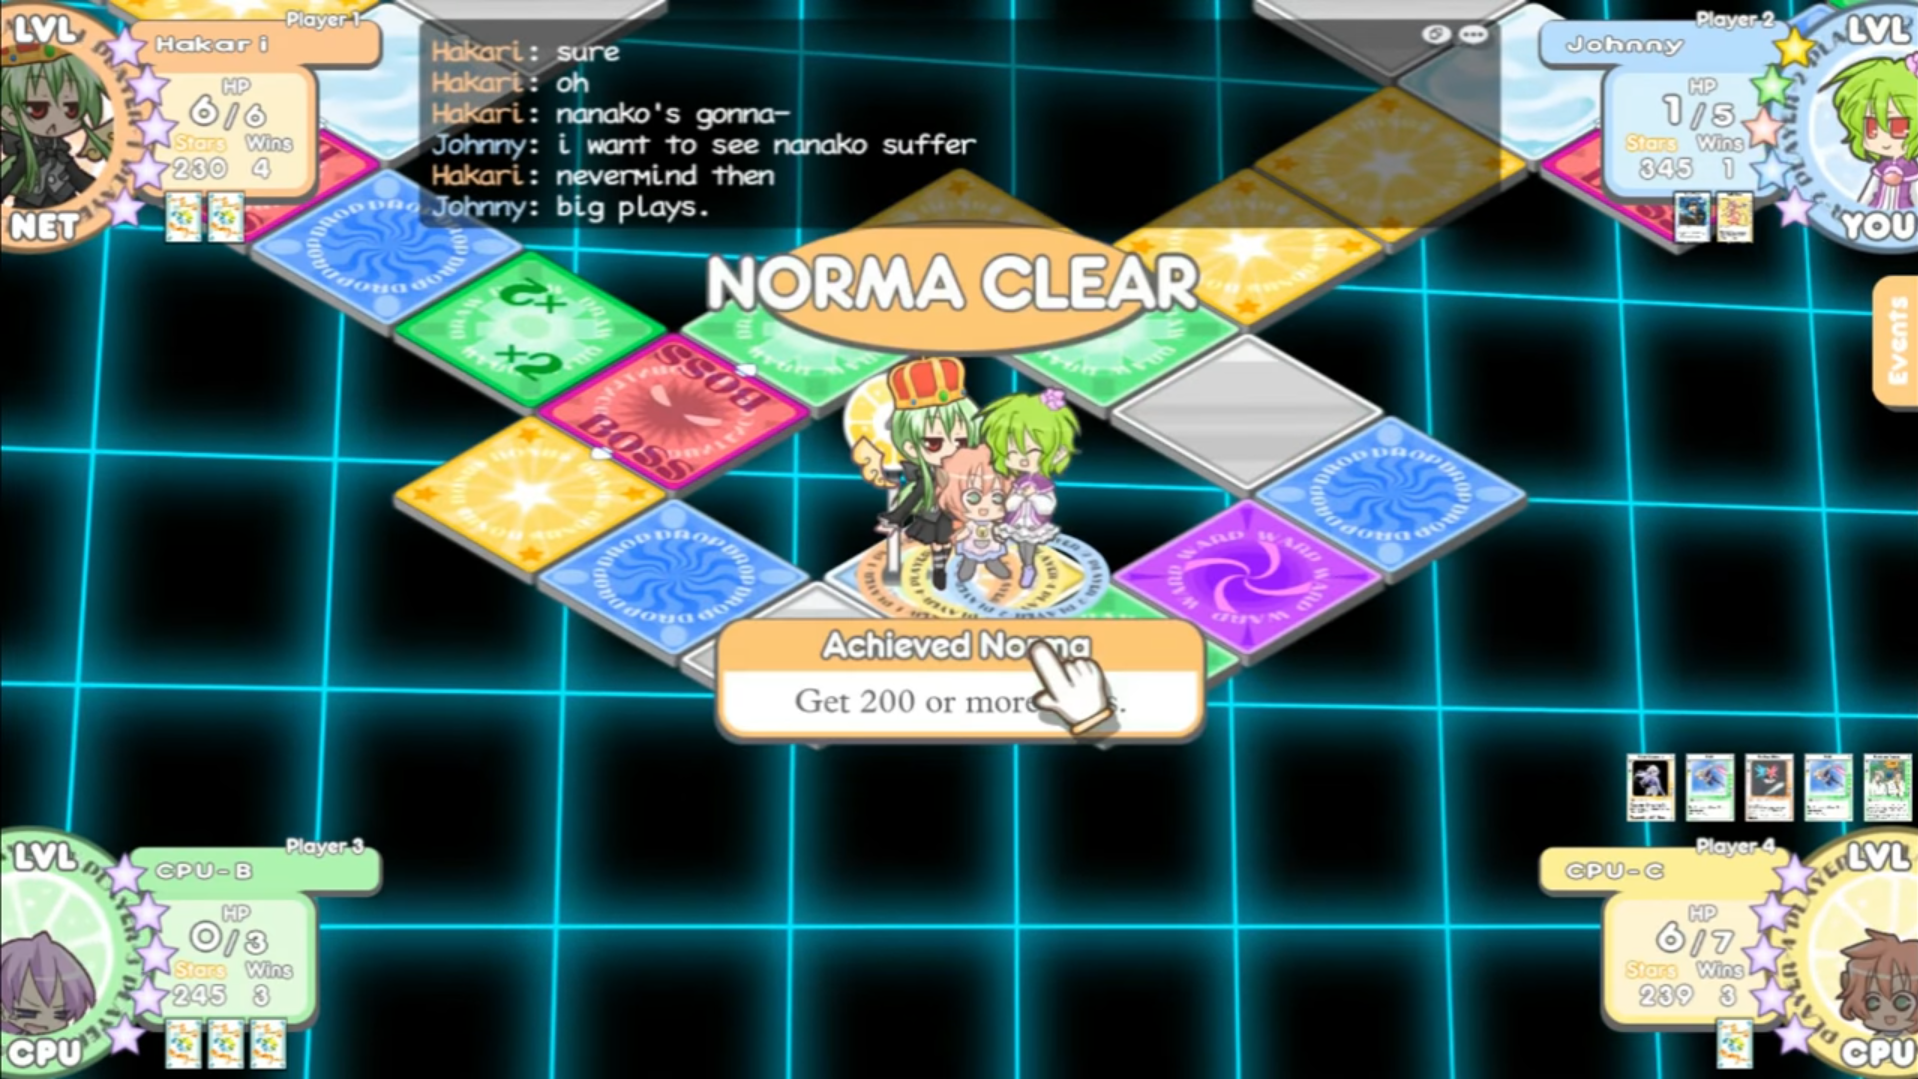 Player 1
LVL
Hakari
HP
6/6
Stars Wins
230 4
NET
Hakari: sure
Hakari: oh
Hakari: nanako's gonna-
Johnny: i want to see nanako suffer
Hakari: nevermind then
Johnny: big plays.
Player 2
LVL
Johnny
HP
1/5
Stars Wins
345 1
YOU
Events
NORMA CLEAR
x2
x2
BOSS
BOSS
Achieved Norma
Get 200 or more
Player 3
LVL
CPU-B
HP
0/3
Stars Wins
245 3
CPU
Player 4
LVL
CPU-C
HP
6/7
Stars Wins
239 3
CPU